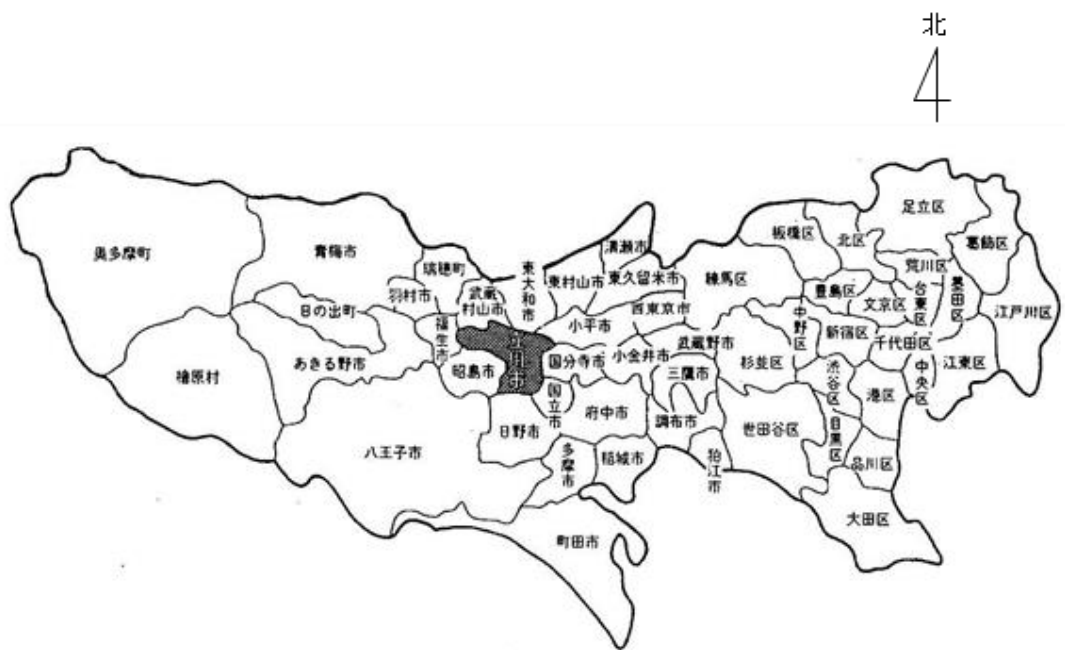 北
足立区
板橋区
北区
葛飾区
清瀬市
奥多摩町
青梅市
瑞穂町
東大和市
東村山市
東久留米市
練馬区
荒川区
羽村市
武蔵
村山市
豊島区
文京区
台東区
墨田区
江戸川区
日の出町
福生市
立川市
小平市
西東京市
中野区
新宿区
千代田区
あきる野市
昭島市
国分寺市
小金井市
武蔵野市
杉並区
渋谷区
港区
中央区
江東区
檜原村
三鷹市
国立市
府中市
調布市
世田谷区
目黒区
日野市
八王子市
多摩市
稲城市
狛江市
品川区
大田区
町田市